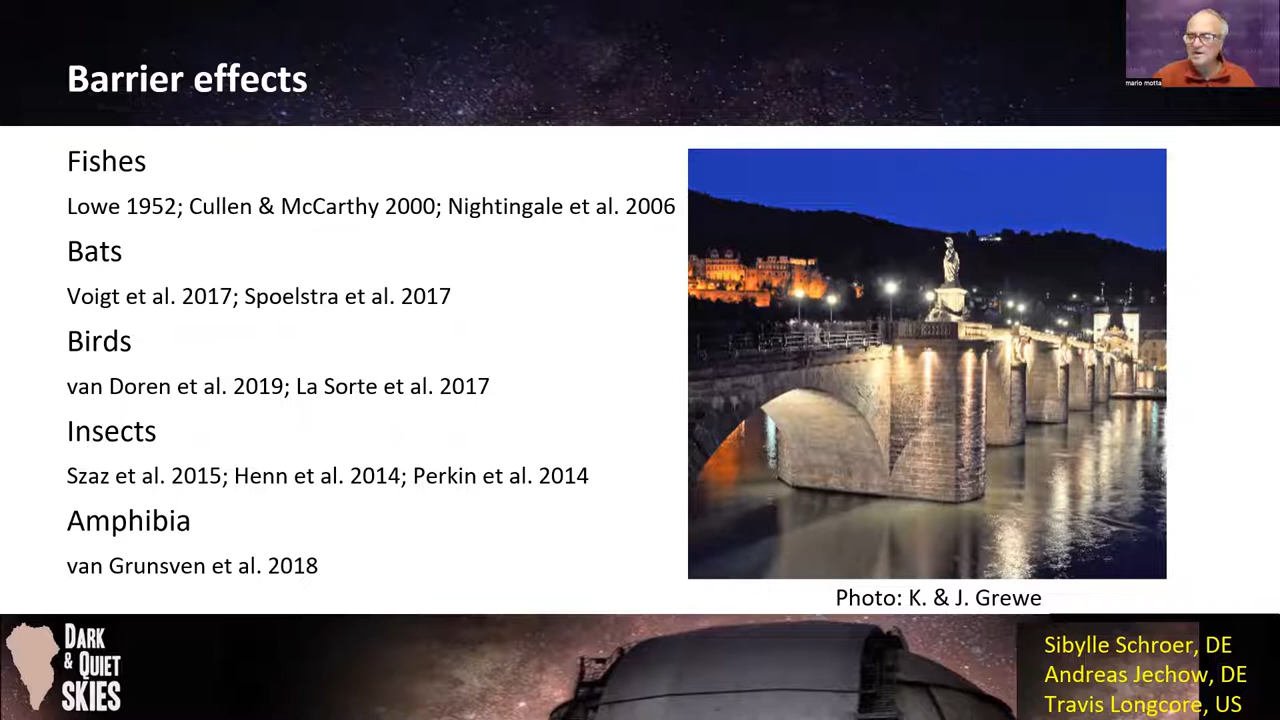 Barrier effects
mario motta
Fishes
Lowe 1952; Cullen & McCarthy 2000; Nightingale et al. 2006
Bats
Voigt et al. 2017; Spoelstra et al. 2017
Birds
van Doren et al. 2019; La Sorte et al. 2017
Insects
Szaz et al. 2015; Henn et al. 2014; Perkin et al. 2014
Amphibia
van Grunsven et al. 2018
Photo: K. & J. Grewe
DARK
& QUIET
SKIES
Sibylle Schroer, DE
Andreas Jechow, DE
Travis Longcore, US